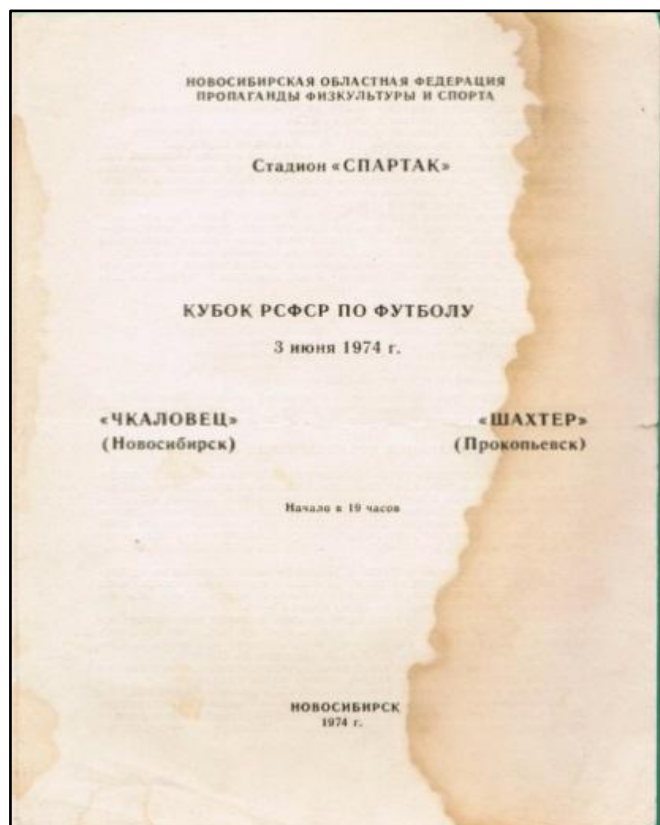 НОВОСИБИРСКАЯ ОБЛАСТНАЯ ФЕДЕРАЦИЯ
ПРОПАГАНДЫ ФИЗКУЛЬТУРЫ И СПОРТА
Стадион «СПАРТАК»
КУБОК РСФСР ПО ФУТБОЛУ
3 июня 1974 г.
«ЧКАЛОВЕЦ»
(Новосибирск)
«ШАХТЕР»
(Прокопьевск)
Начало в 19 часов
НОВОСИБИРСК
1974 г.